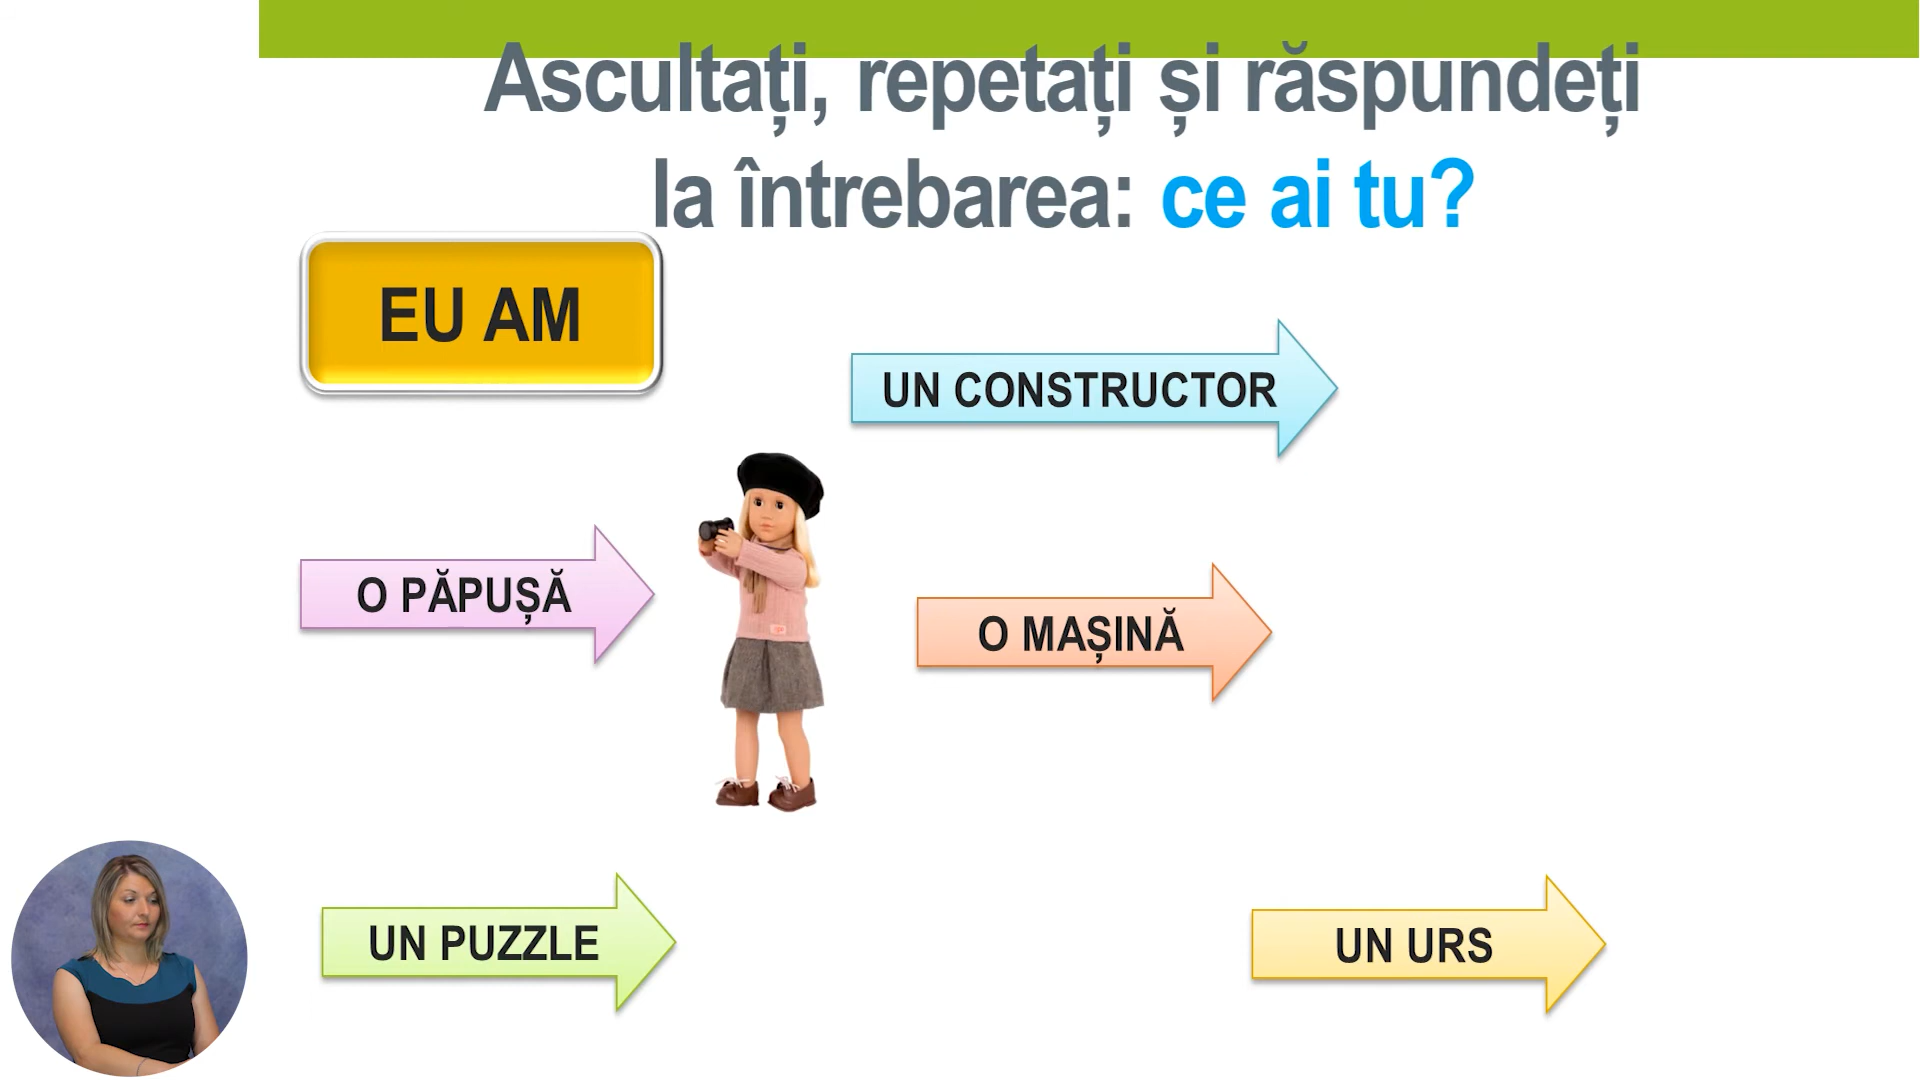 Ascultați, repetați și răspundeți
la întrebarea: ce ai tu?
EU AM
UN CONSTRUCTOR
O PĂPUȘĂ
O MAȘINĂ
UN PUZZLE
UN URS